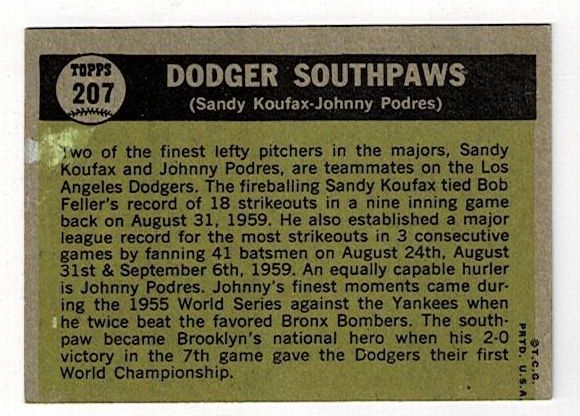 TOPPS
207
DODGER SOUTHPAWS
(Sandy Koufax-Johnny Podres)
Two of the finest lefty pitchers in the majors, Sandy
Koufax and Johnny Podres, are teammates on the Los
Angeles Dodgers. The fireballing Sandy Koufax tied Bob
Feller's record of 18 strikeouts in a nine inning game
back on August 31, 1959. He also established a major
league record for the most strikeouts in 3 consecutive
games by fanning 41 batsmen on August 24th, August
31st & September 6th, 1959. An equally capable hurler
is Johnny Podres. Johnny's finest moments came dur-
ing the 1955 World Series against the Yankees when
he twice beat the favored Bronx Bombers. The south-
paw became Brooklyn's national hero when his 2-0
victory in the 7th game gave the Dodgers their first
World Championship.
©T.C.G.
PRTD. U.S.A.